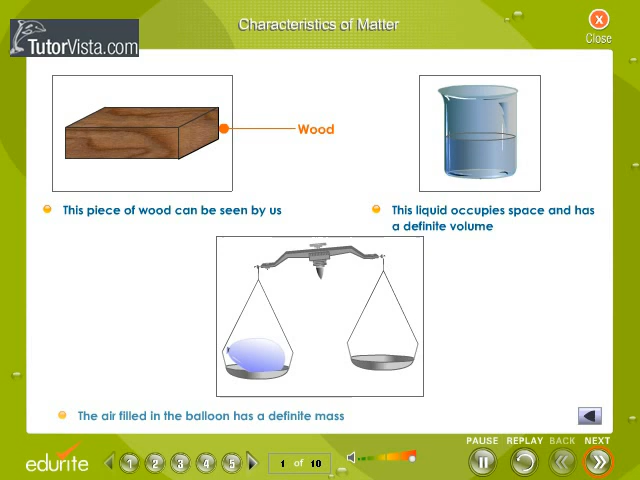 Characteristics of Matter
X
Close
TutorVista.com
Wood
This piece of wood can be seen by us
This liquid occupies space and has
a definite volume
The air filled in the balloon has a definite mass
PAUSE REPLAY BACK NEXT
edurite
1 2 3 4 5
1 of 10